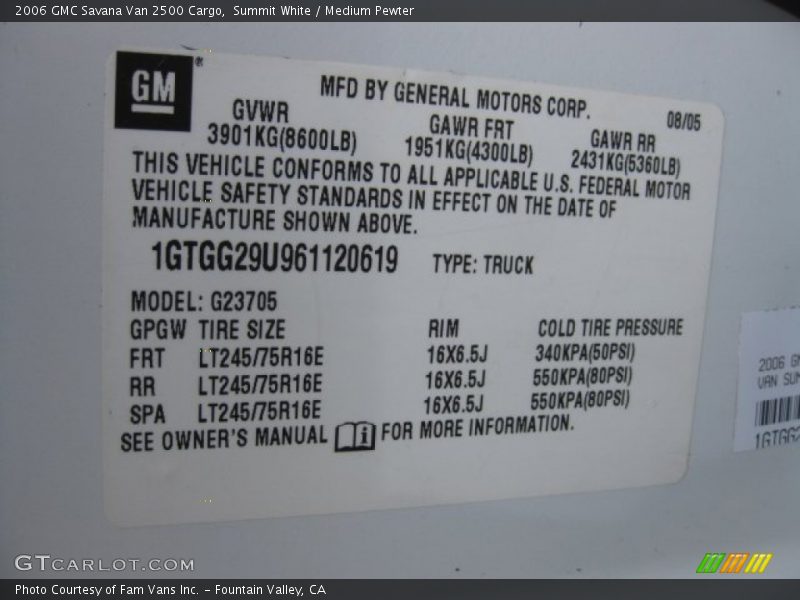 2006 GMC Savana Van 2500 Cargo, Summit White / Medium Pewter
GM®
MFD BY GENERAL MOTORS CORP.
08/05
GVWR GAWR FRT GAWR RR
3901KG(8600LB) 1951KG(4300LB) 2431KG(5360LB)
THIS VEHICLE CONFORMS TO ALL APPLICABLE U.S. FEDERAL MOTOR
VEHICLE SAFETY STANDARDS IN EFFECT ON THE DATE OF
MANUFACTURE SHOWN ABOVE.
1GTGG29U961120619 TYPE: TRUCK
MODEL: G23705
GPGW TIRE SIZE RIM COLD TIRE PRESSURE
FRT LT245/75R16E 16X6.5J 340KPA(50PSI)
RR LT245/75R16E 16X6.5J 550KPA(80PSI)
SPA LT245/75R16E 16X6.5J 550KPA(80PSI)
SEE OWNER'S MANUAL i FOR MORE INFORMATION.
2006 G
VAN SUM
1GTGG2
GTCARLOT.COM
Photo Courtesy of Fam Vans Inc. – Fountain Valley, CA